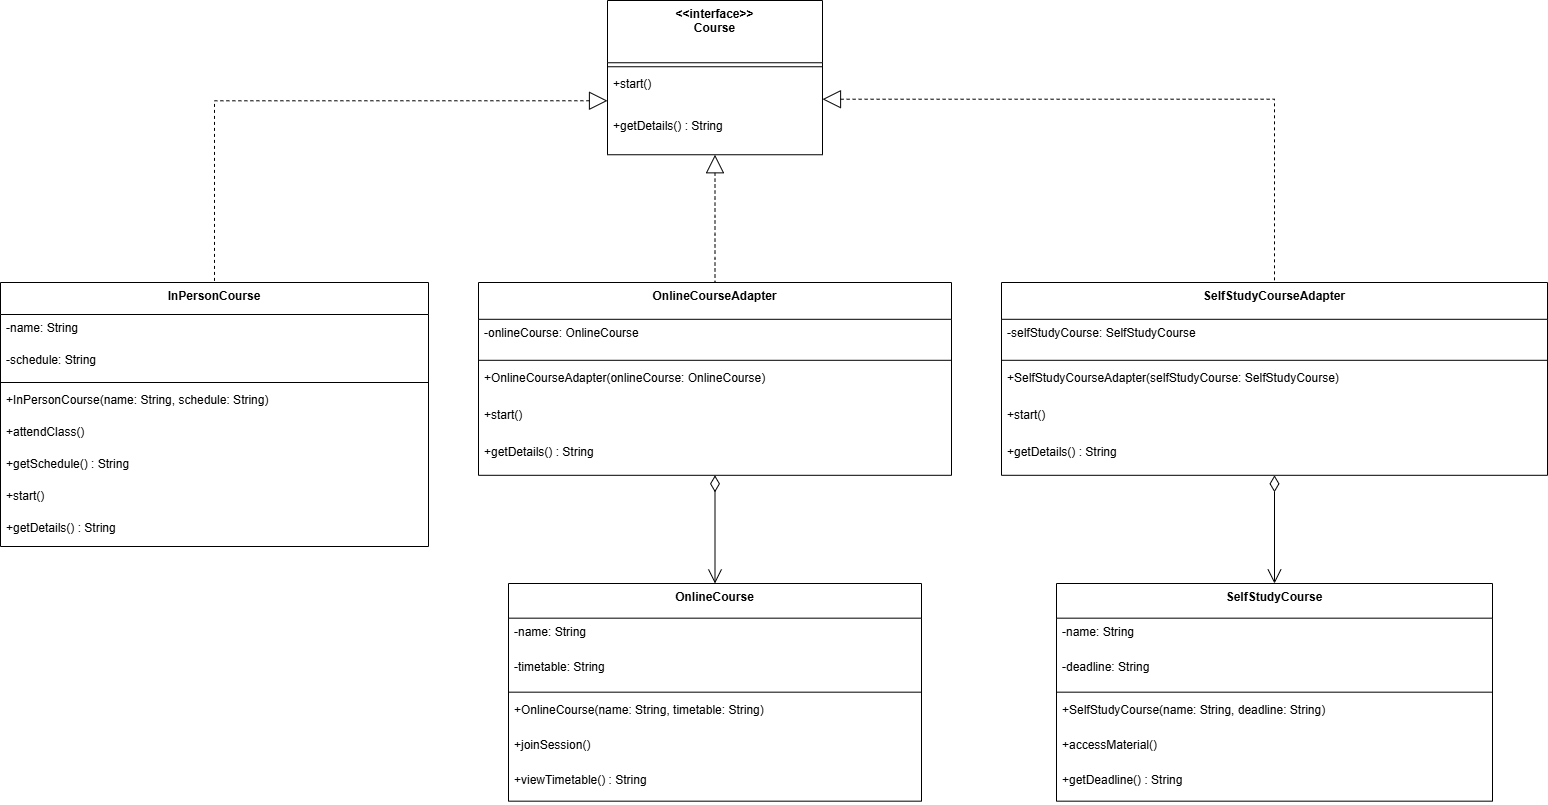 <<interface>>
Course
+start()
+getDetails() : String
InPersonCourse
-name: String
-schedule: String
+InPersonCourse(name: String, schedule: String)
+attendClass()
+getSchedule() : String
+start()
+getDetails() : String
OnlineCourseAdapter
-onlineCourse: OnlineCourse
+OnlineCourseAdapter(onlineCourse: OnlineCourse)
+start()
+getDetails() : String
SelfStudyCourseAdapter
-selfStudyCourse: SelfStudyCourse
+SelfStudyCourseAdapter(selfStudyCourse: SelfStudyCourse)
+start()
+getDetails() : String
OnlineCourse
-name: String
-timetable: String
+OnlineCourse(name: String, timetable: String)
+joinSession()
+viewTimetable() : String
SelfStudyCourse
-name: String
-deadline: String
+SelfStudyCourse(name: String, deadline: String)
+accessMaterial()
+getDeadline() : String